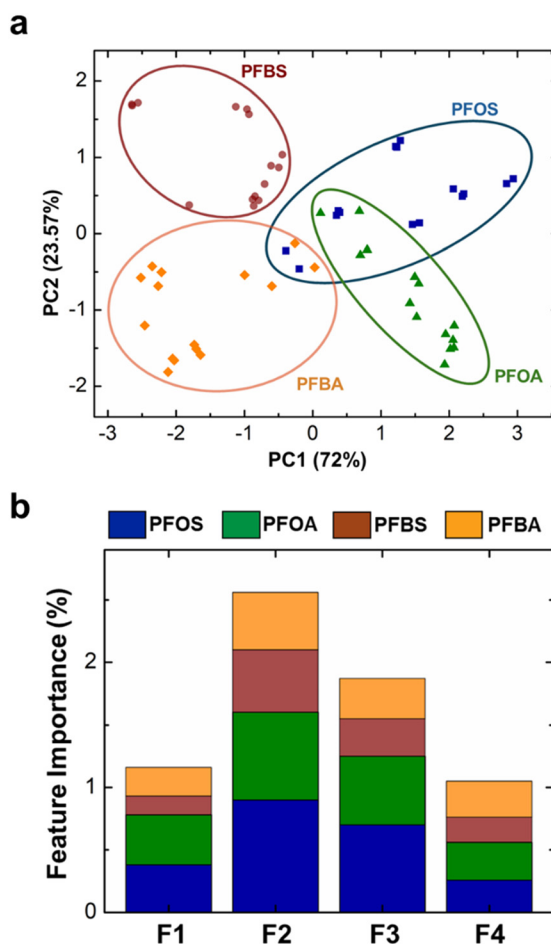 a
PFBS
PFOS
PFBA
PFOA
PC2 (23.57%)
2
1
0
-1
-2
-3 -2 -1 0 1 2 3
PC1 (72%)
b
PFOS PFOA PFBS PFBA
Feature Importance (%)
2
1
0
F1 F2 F3 F4